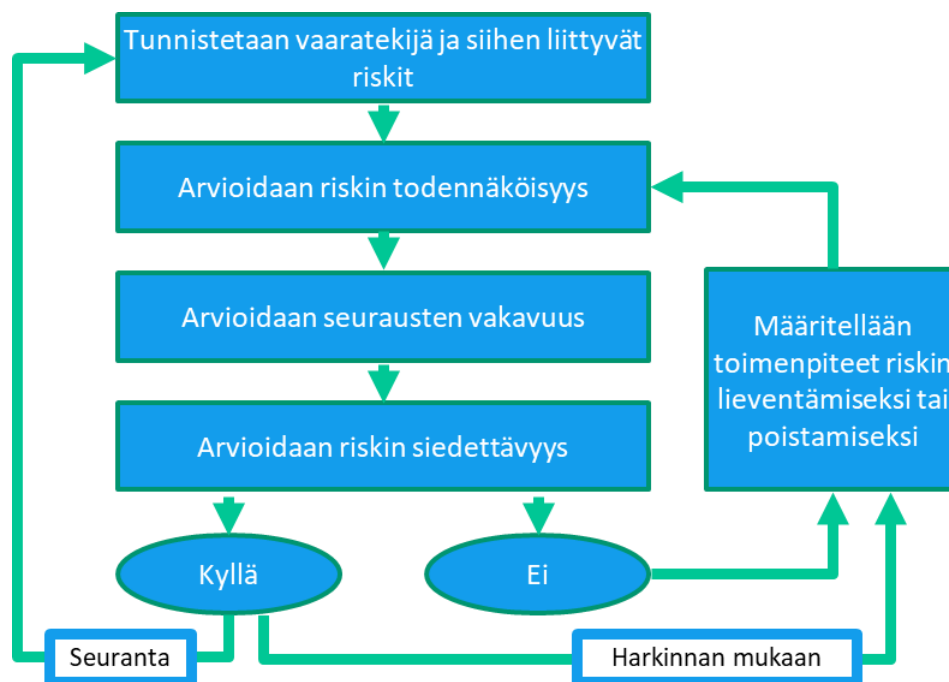 Tunnistetaan vaaratekijä ja siihen liittyvät
riskit
Arvioidaan riskin todennäköisyys
Arvioidaan seurausten vakavuus
Määritellään
toimenpiteet riskin
lieventämiseksi tai
poistamiseksi
Arvioidaan riskin siedettävyys
Kyllä
Ei
Seuranta
Harkinnan mukaan